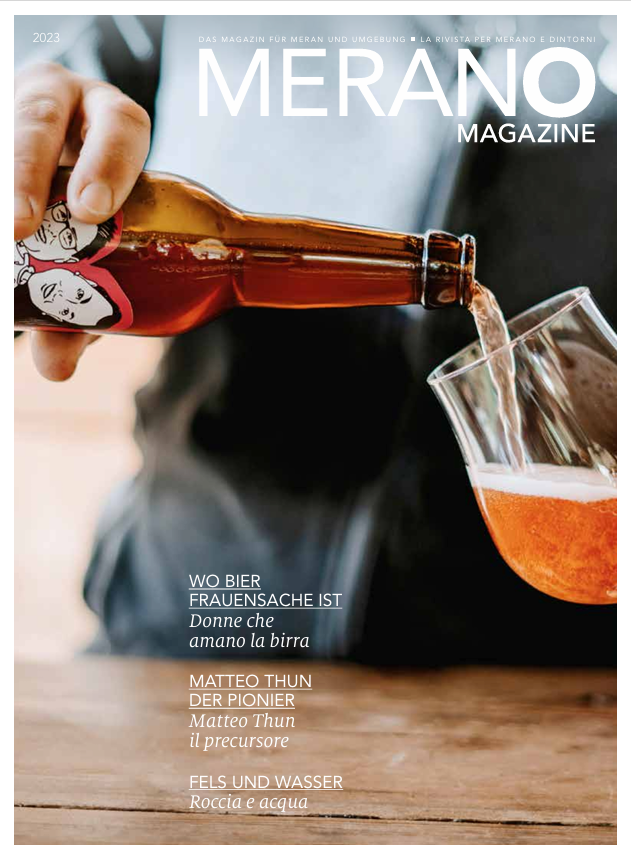 2023
DAS MAGAZIN FÜR MERAN UND UMGEBUNG ■ LA RIVISTA PER MERANO E DINTORNI
MERANO
MAGAZINE
WO BIER
FRAUENSACHE IST
Donne che
amano la birra
MATTEO THUN
DER PIONIER
Matteo Thun
il precursore
FELS UND WASSER
Roccia e acqua